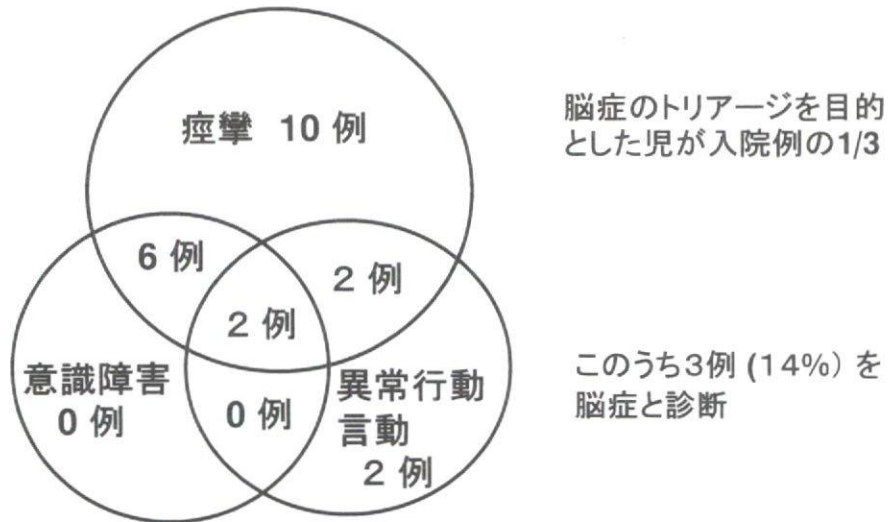 痙攣 10 例
脳症のトリアージを目的
とした児が入院例の1/3
6 例
2 例
2 例
意識障害
0 例
0 例
異常行動
言動
2 例
このうち3例 (14%) を
脳症と診断